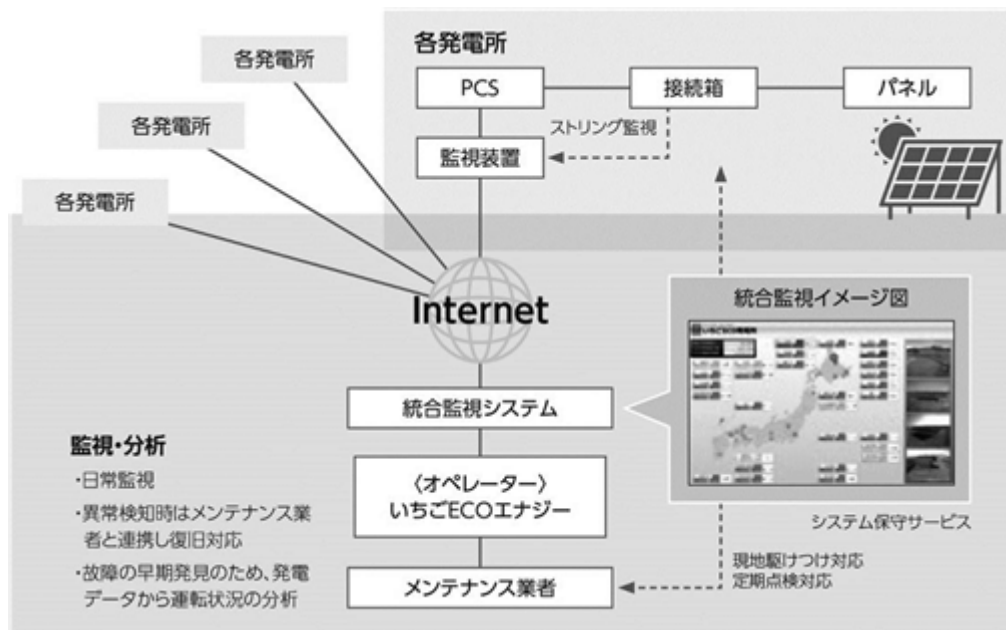 各発電所
各発電所
各発電所
各発電所
PCS
接続箱
パネル
ストリング監視
監視装置
Internet
統合監視イメージ図
統合監視システム
監視・分析
・日常監視
・異常検知時はメンテナンス業
者と連携し復旧対応
・故障の早期発見のため、発電
データから運転状況の分析
〈オペレーター〉
いちごECOエナジー
メンテナンス業者
システム保守サービス
現地駆けつけ対応
定期点検対応